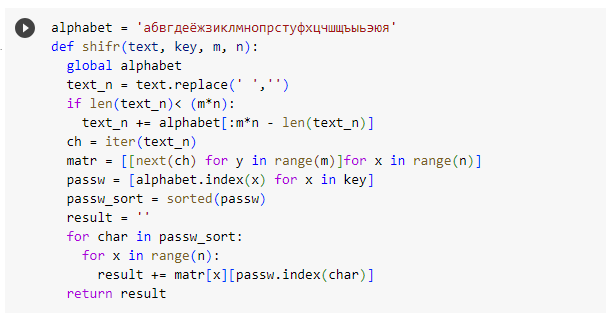 alphabet = 'абвгдеёжзиклмнопрстуфхцчшщъыьэюя'
def shifr(text, key, m, n):
  global alphabet
  text_n = text.replace(' ','')
  if len(text_n)< (m*n):
    text_n += alphabet[:m*n - len(text_n)]
  ch = iter(text_n)
  matr = [[next(ch) for y in range(m)]for x in range(n)]
  passw = [alphabet.index(x) for x in key]
  passw_sort = sorted(passw)
  result = ''
  for char in passw_sort:
    for x in range(n):
      result += matr[x][passw.index(char)]
  return result